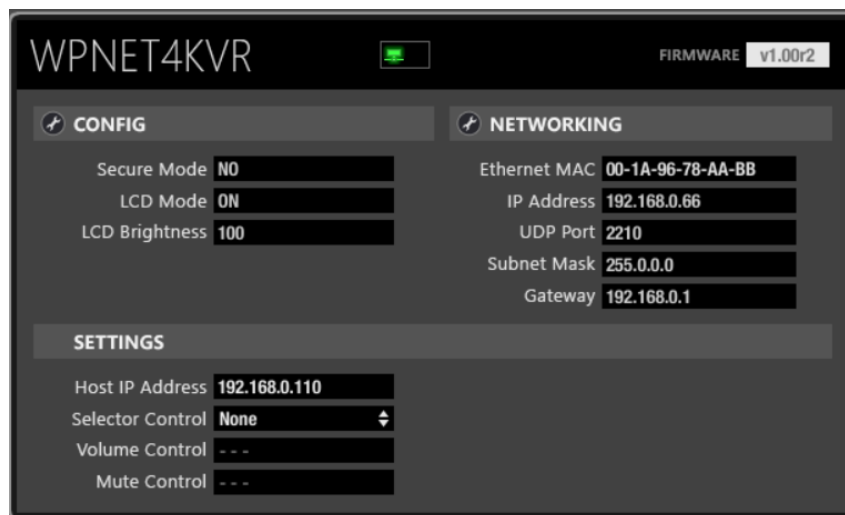 WPNET4KVR
FIRMWARE v1.00r2
CONFIG
Secure Mode NO
LCD Mode ON
LCD Brightness 100
NETWORKING
Ethernet MAC 00-1A-96-78-AA-BB
IP Address 192.168.0.66
UDP Port 2210
Subnet Mask 255.0.0.0
Gateway 192.168.0.1
SETTINGS
Host IP Address 192.168.0.110
Selector Control None
Volume Control - - -
Mute Control - - -